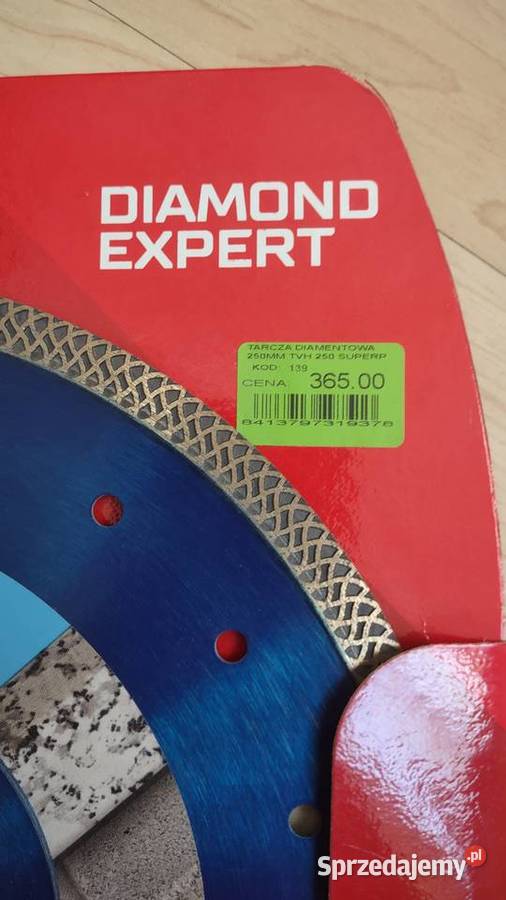 DIAMOND
EXPERT
TARCZA DIAMENTOWA
250MM TVH 250 SUPERP
KOD: 139
CENA: 365.00
8413797319378
Sprzedajemy.pl